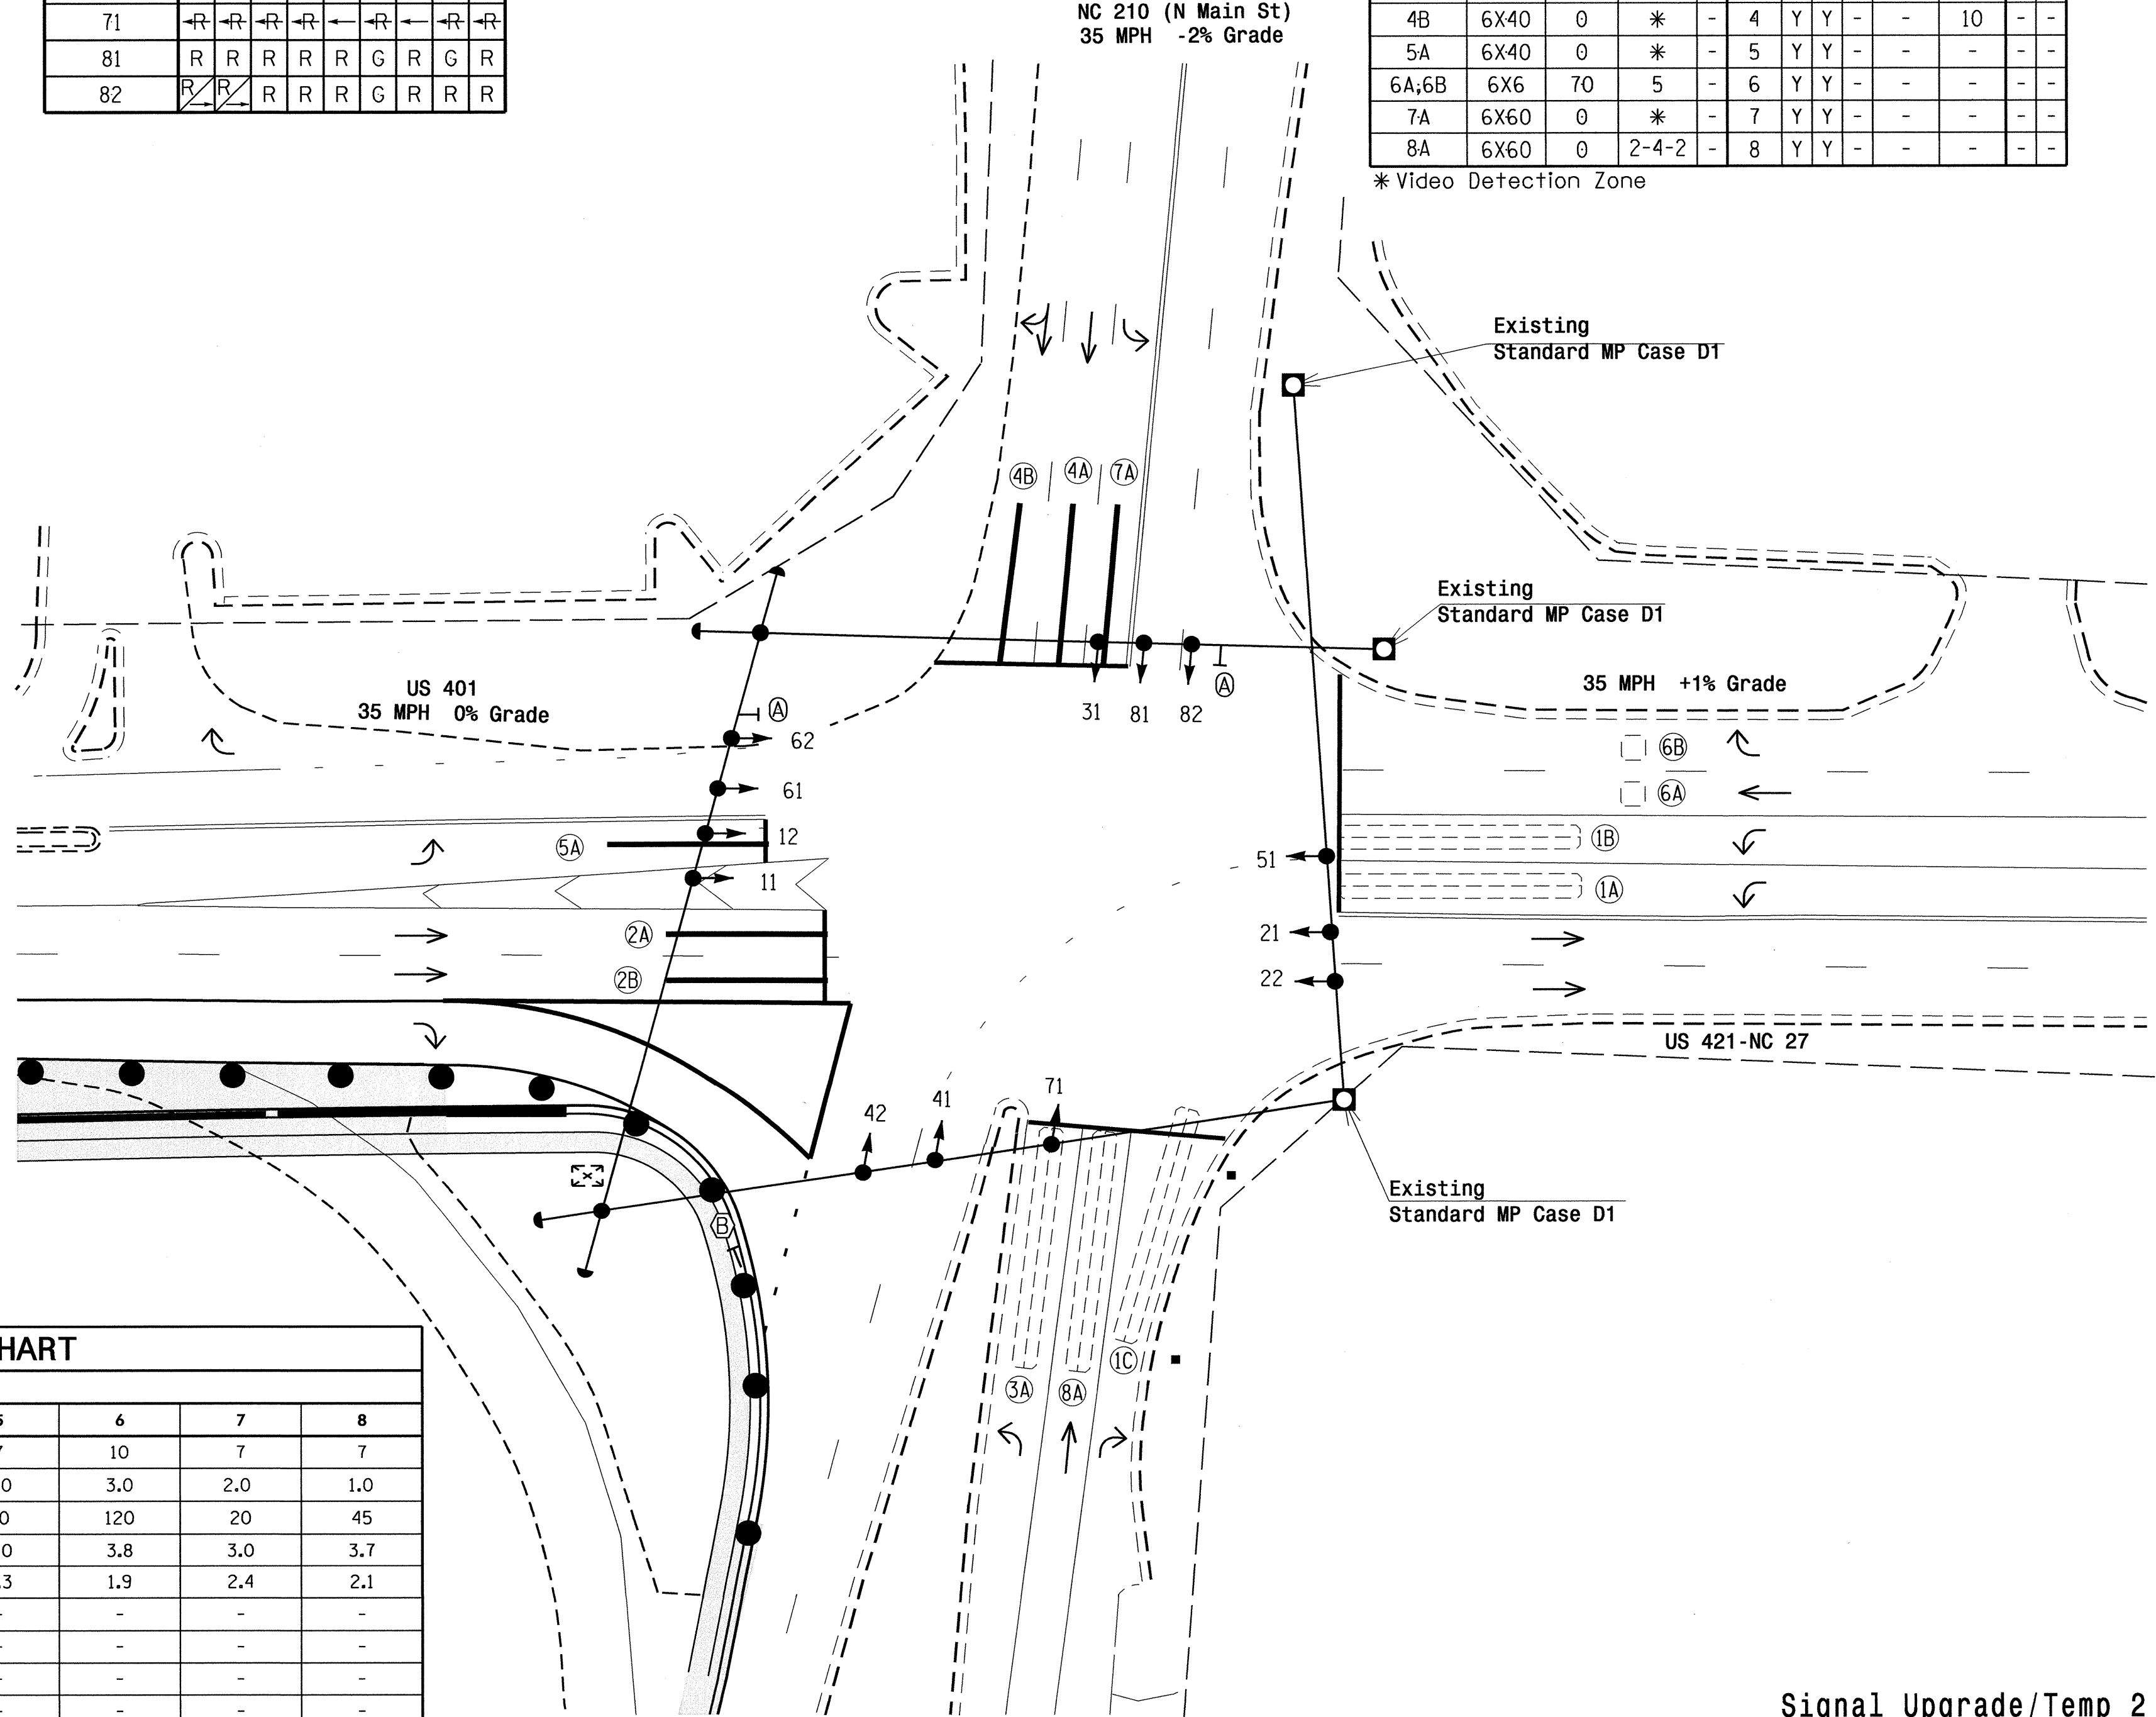 NC 210 (N Main St)
35 MPH -2% Grade
71 R R R R R R R
81 R R R R R G R G R
82 R R R R R G R R R
4B 6X40 0 * - 4 Y Y - - 10 - -
5A 6X40 0 * - 5 Y Y - - - - -
6A,6B 6X6 70 5 - 6 Y Y - - - - -
7A 6X60 0 * - 7 Y Y - - - - -
8A 6X60 0 2-4-2 - 8 Y Y - - - - -
* Video Detection Zone
Existing
Standard MP Case D1
4B 4A 7A
Existing
Standard MP Case D1
US 401
35 MPH 0% Grade
A
62
61
12
5A
11
2A
2B
31 81 82
A
35 MPH +1% Grade
6B
6A
1B
1A
51
21
22
US 421-NC 27
42 41 71
B
Existing
Standard MP Case D1
3A 8A 1C
HART
6 7 8
10 7 7
3.0 2.0 1.0
120 20 45
3.8 3.0 3.7
1.9 2.4 2.1
- - -
- - -
- - -
- - -
Signal Upgrade/Temp 2